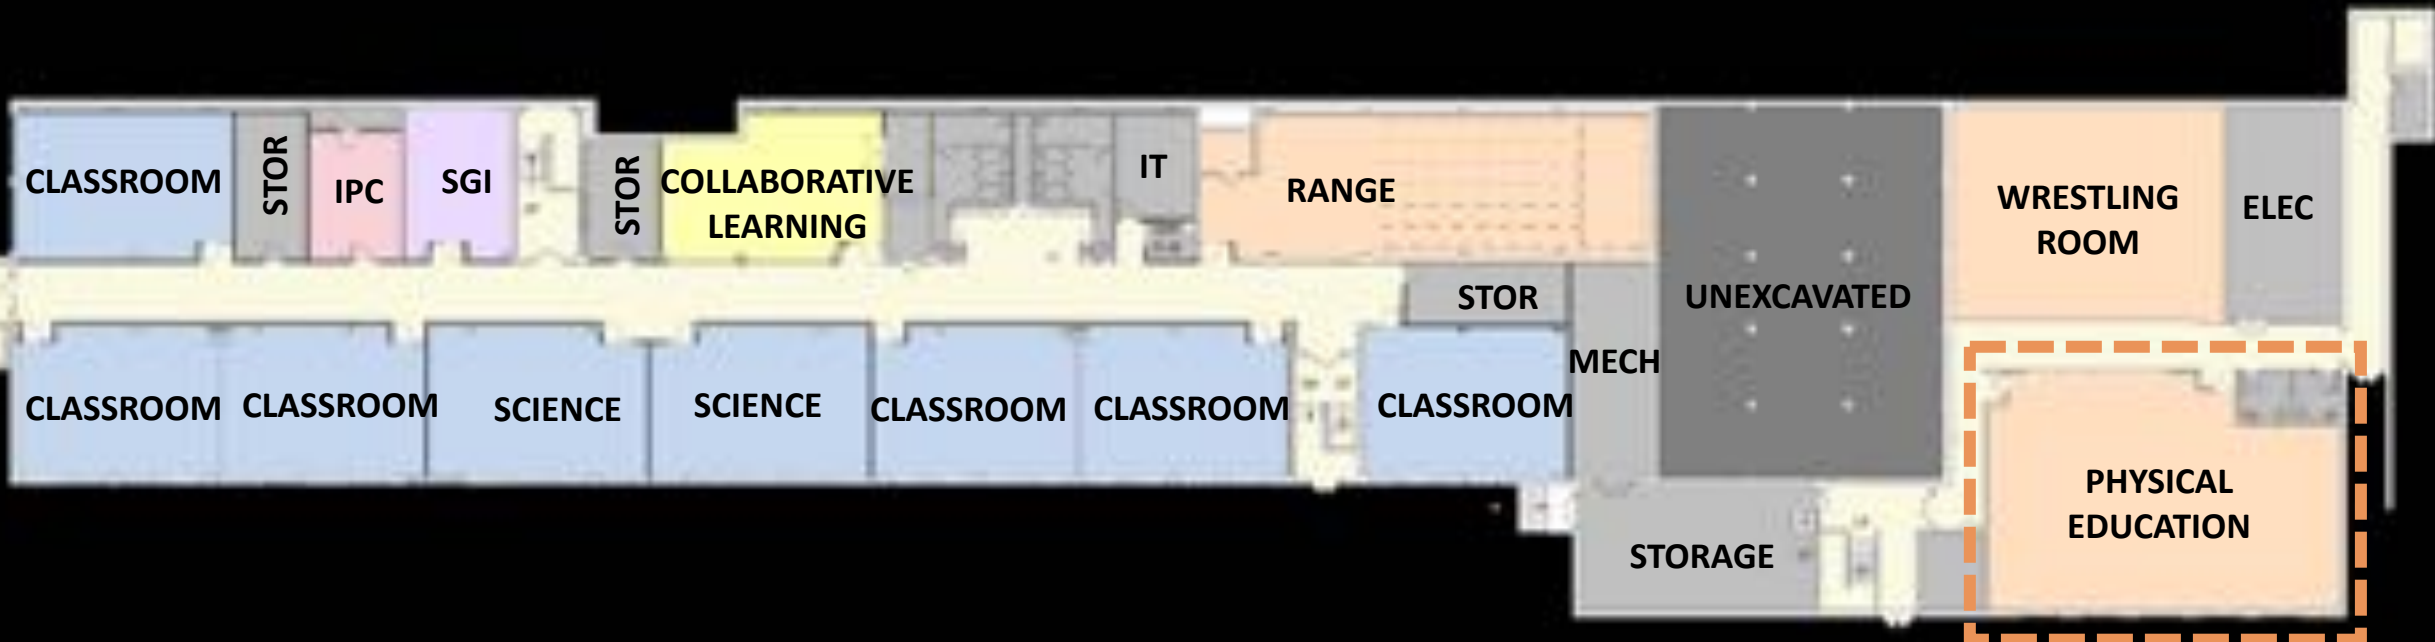 CLASSROOM
STOR
IPC
SGI
STOR
COLLABORATIVE
LEARNING
IT
RANGE
STOR
MECH
UNEXCAVATED
WRESTLING
ROOM
ELEC
CLASSROOM
CLASSROOM
SCIENCE
SCIENCE
CLASSROOM
CLASSROOM
CLASSROOM
STORAGE
PHYSICAL
EDUCATION